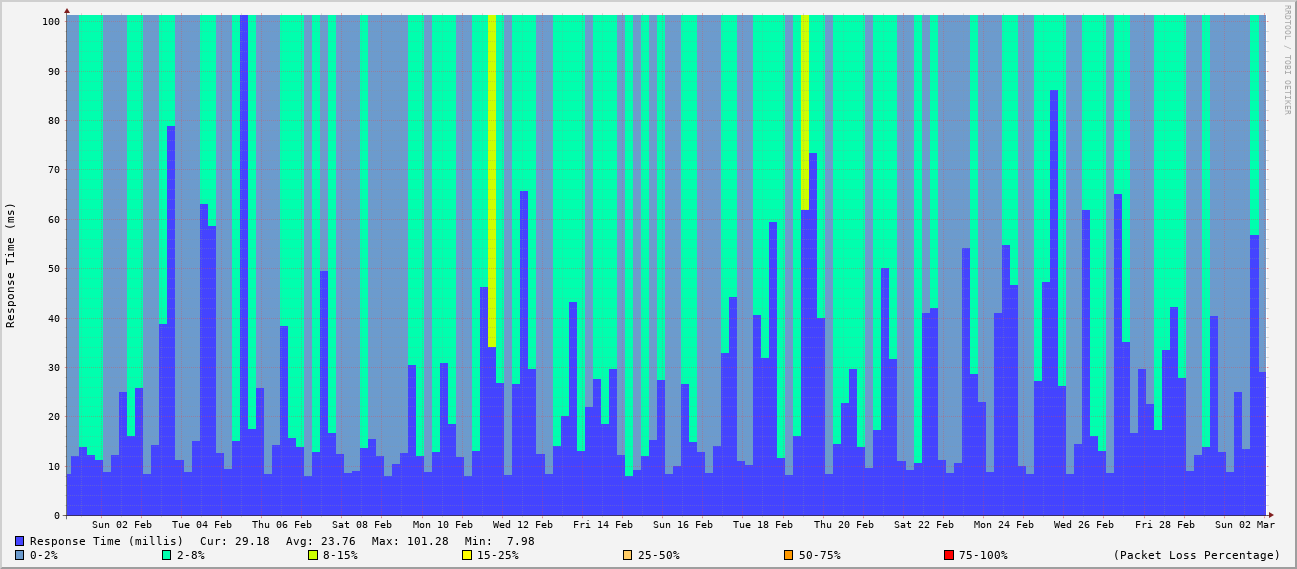 RRDTOOL / TOBI OETIKER
Response Time (ms)
100
90
80
70
60
50
40
30
20
10
0
Sun 02 Feb Tue 04 Feb Thu 06 Feb Sat 08 Feb Mon 10 Feb Wed 12 Feb Fri 14 Feb Sun 16 Feb Tue 18 Feb Thu 20 Feb Sat 22 Feb Mon 24 Feb Wed 26 Feb Fri 28 Feb Sun 02 Mar
Response Time (millis) Cur: 29.18 Avg: 23.76 Max: 101.28 Min: 7.98
0-2% 2-8% 8-15% 15-25% 25-50% 50-75% 75-100% (Packet Loss Percentage)